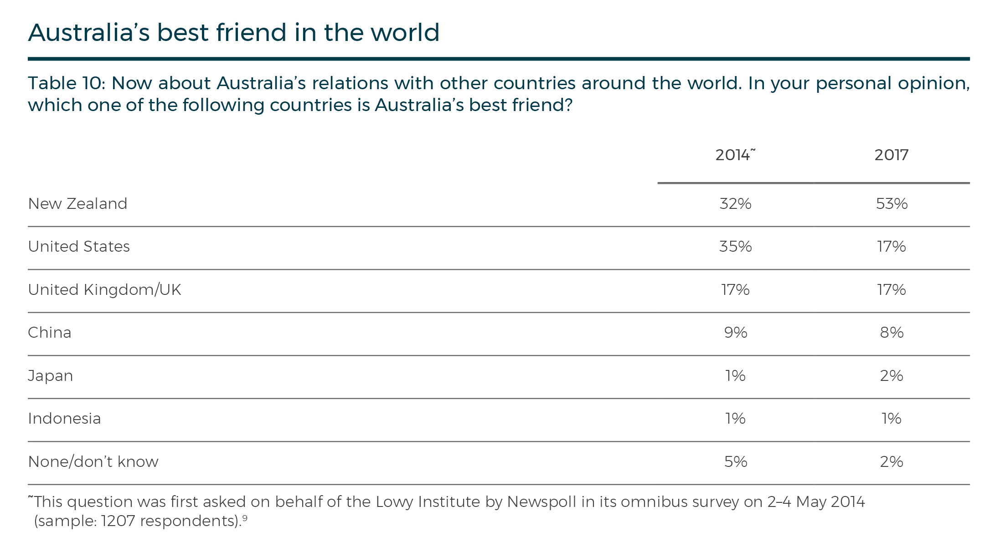 Australia’s best friend in the world
Table 10: Now about Australia’s relations with other countries around the world. In your personal opinion,
which one of the following countries is Australia’s best friend?
2014˜ 2017
New Zealand 32% 53%
United States 35% 17%
United Kingdom/UK 17% 17%
China 9% 8%
Japan 1% 2%
Indonesia 1% 1%
None/don’t know 5% 2%
˜This question was first asked on behalf of the Lowy Institute by Newspoll in its omnibus survey on 2–4 May 2014
(sample: 1207 respondents).⁹